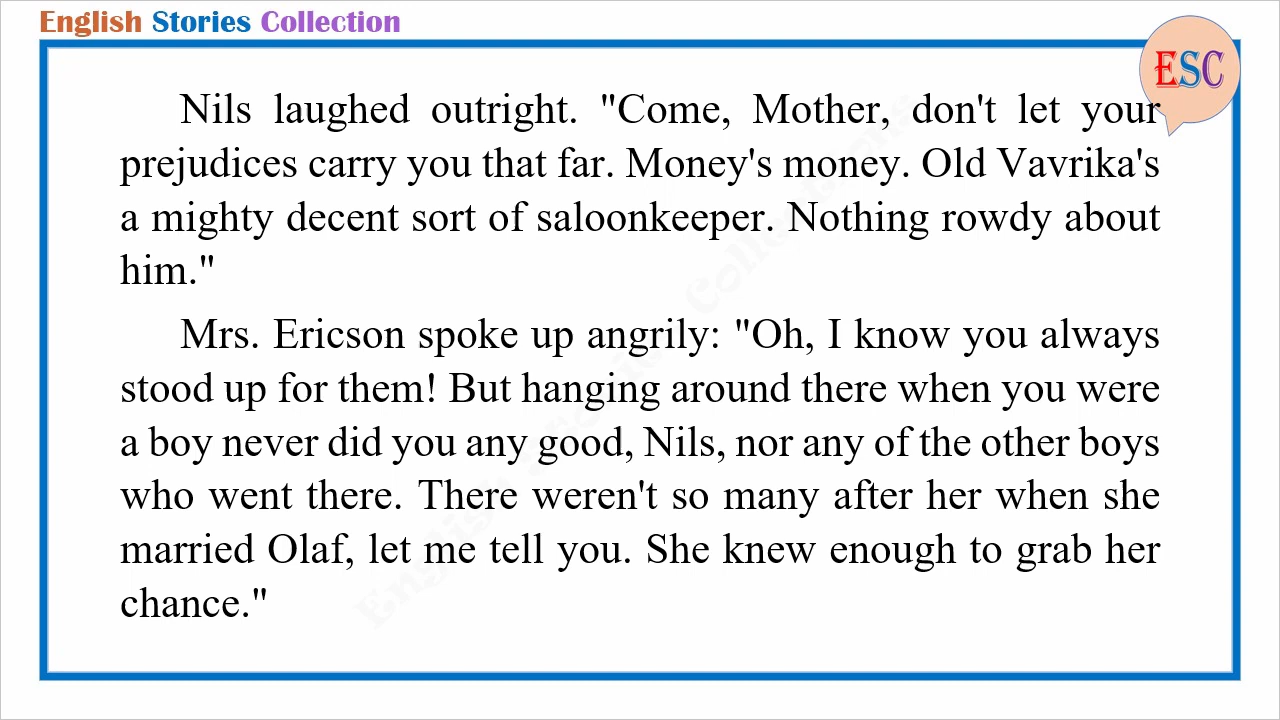 English Stories Collection
ESC
Nils laughed outright. "Come, Mother, don't let your
prejudices carry you that far. Money's money. Old Vavrika's
a mighty decent sort of saloonkeeper. Nothing rowdy about
him."
Mrs. Ericson spoke up angrily: "Oh, I know you always
stood up for them! But hanging around there when you were
a boy never did you any good, Nils, nor any of the other boys
who went there. There weren't so many after her when she
married Olaf, let me tell you. She knew enough to grab her
chance."